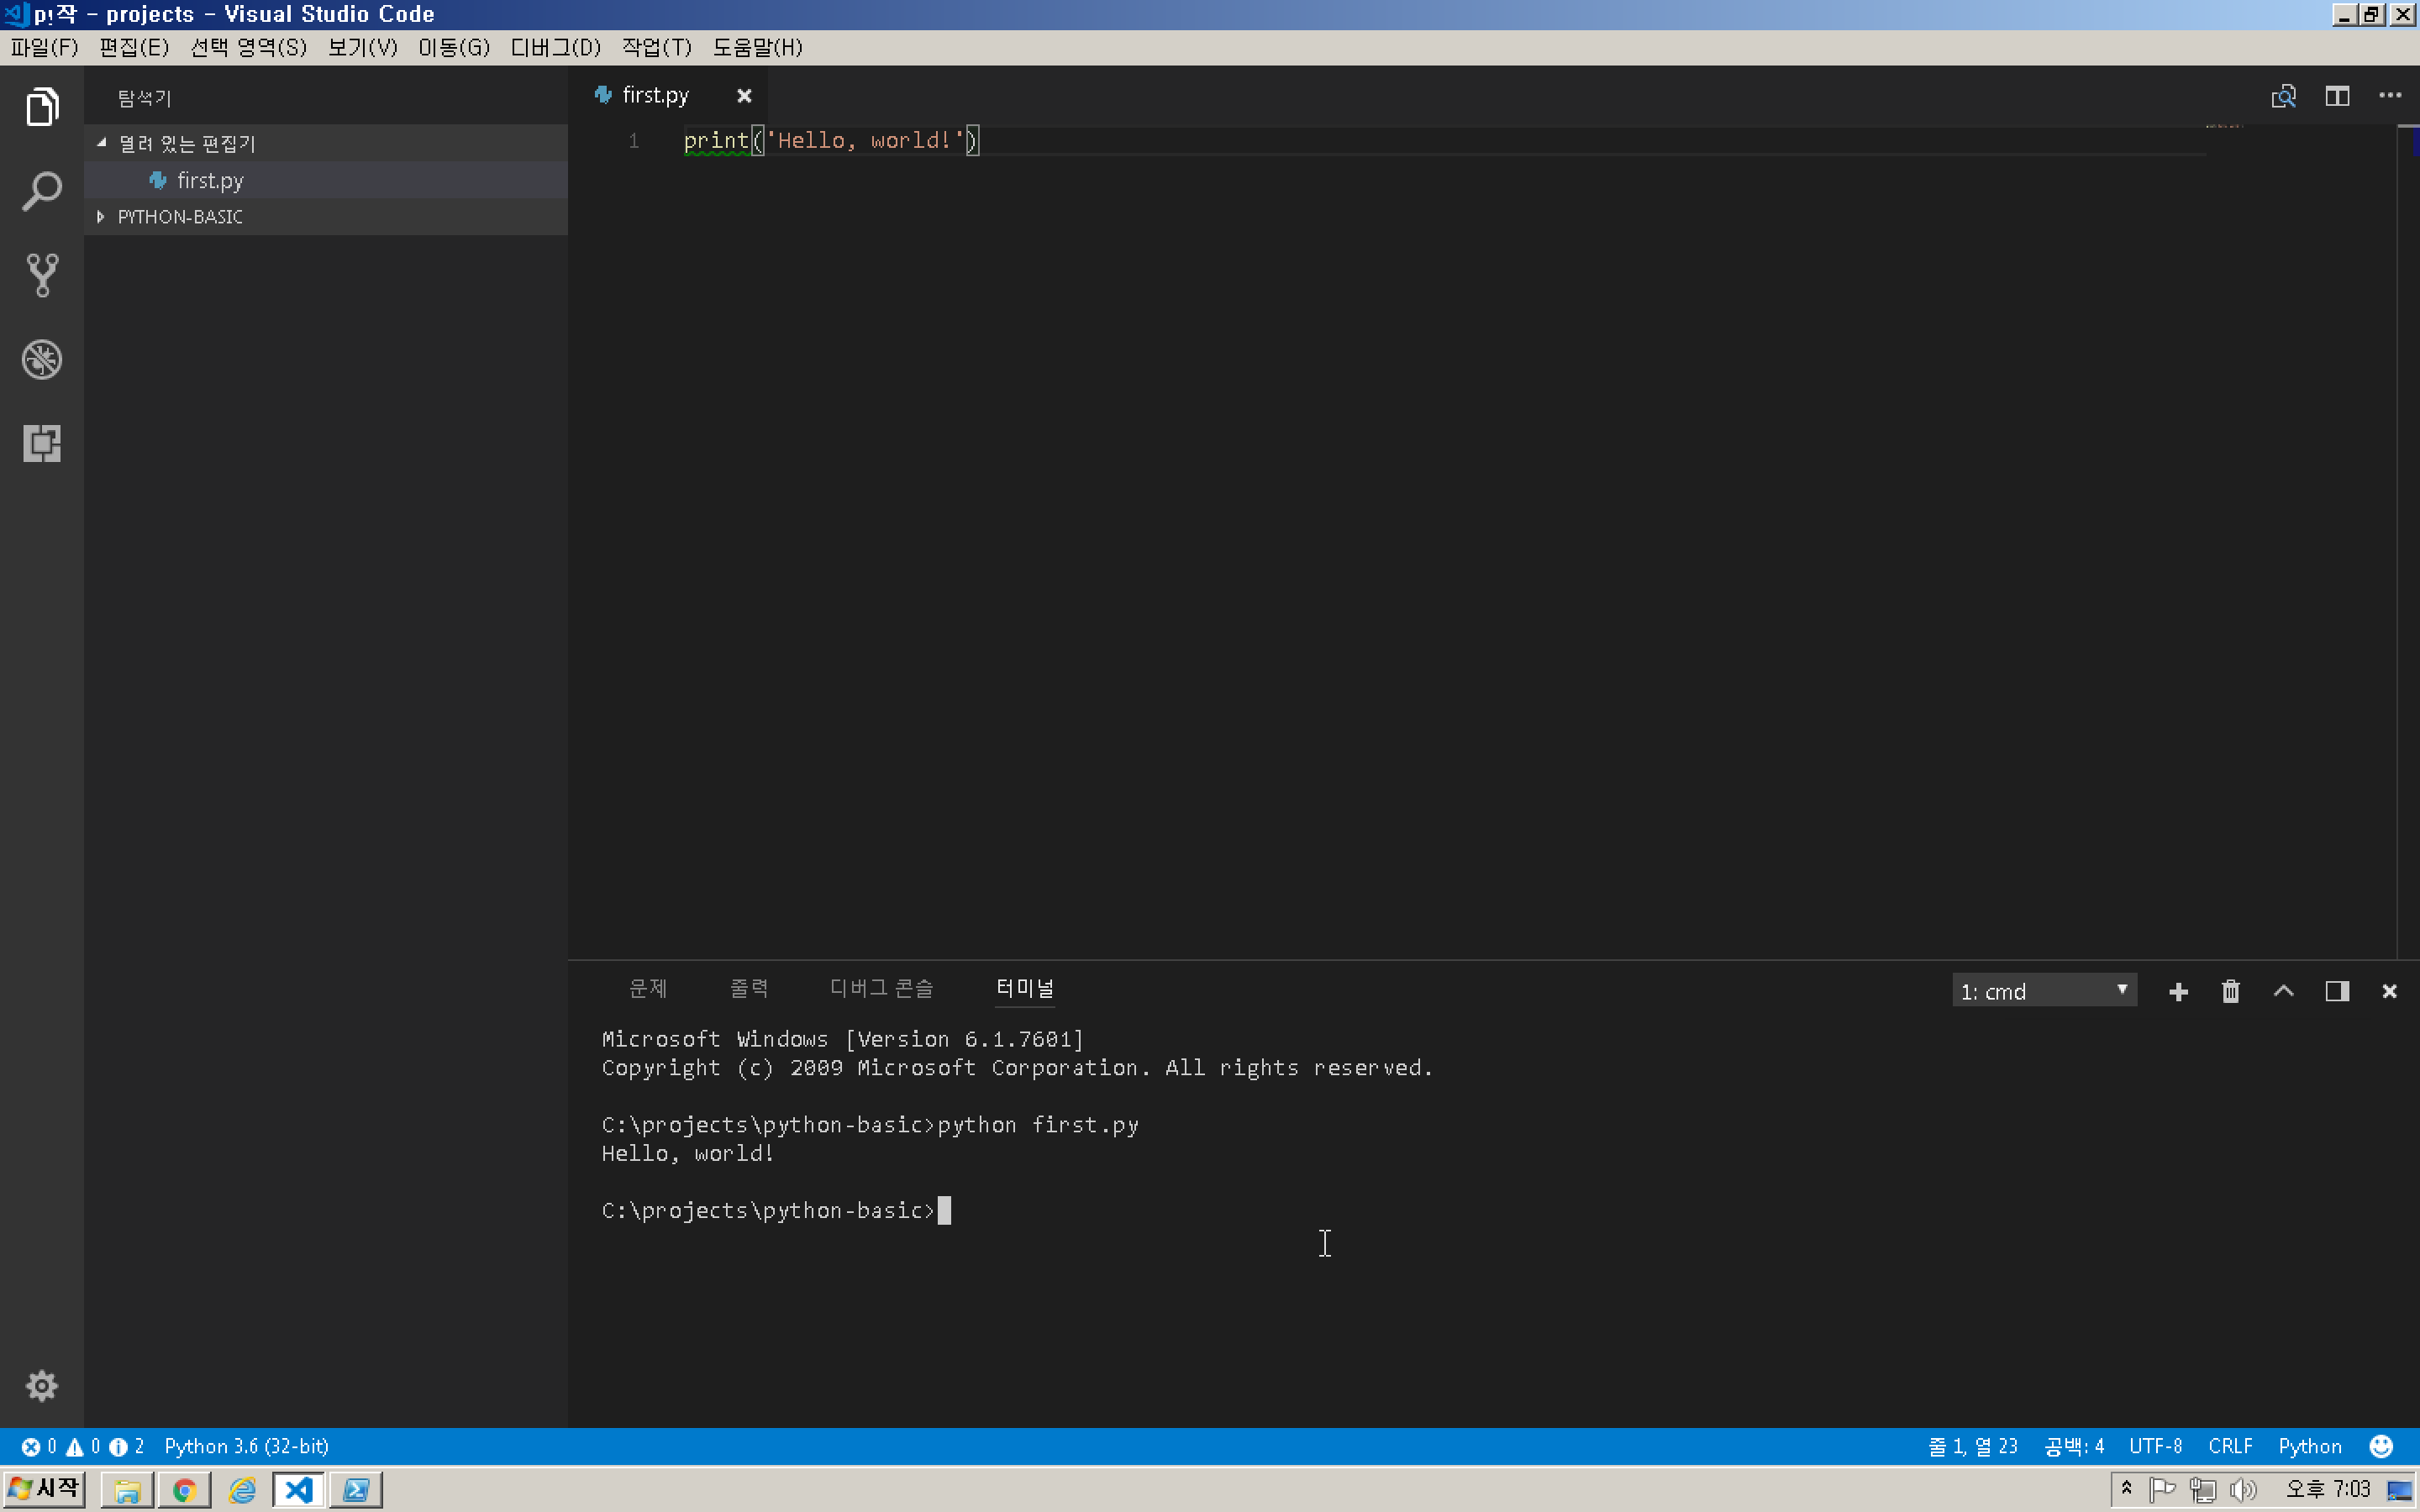 - projects - Visual Studio Code
파일(F) 편집(E) 선택 영역(S) 보기(V) 이동(G) 디버그(D) 작업(T) 도움말(H)
탐색기
열려 있는 편집기
first.py
PYTHON-BASIC
first.py
1 print('Hello, world!')
문제 출력 디버그 콘솔 터미널
1: cmd
Microsoft Windows [Version 6.1.7601]
Copyright (c) 2009 Microsoft Corporation. All rights reserved.
C:\projects\python-basic>python first.py
Hello, world!
C:\projects\python-basic>
0 0 2 Python 3.6 (32-bit)
줄 1, 열 23 공백: 4 UTF-8 CRLF Python
시작
오후 7:03